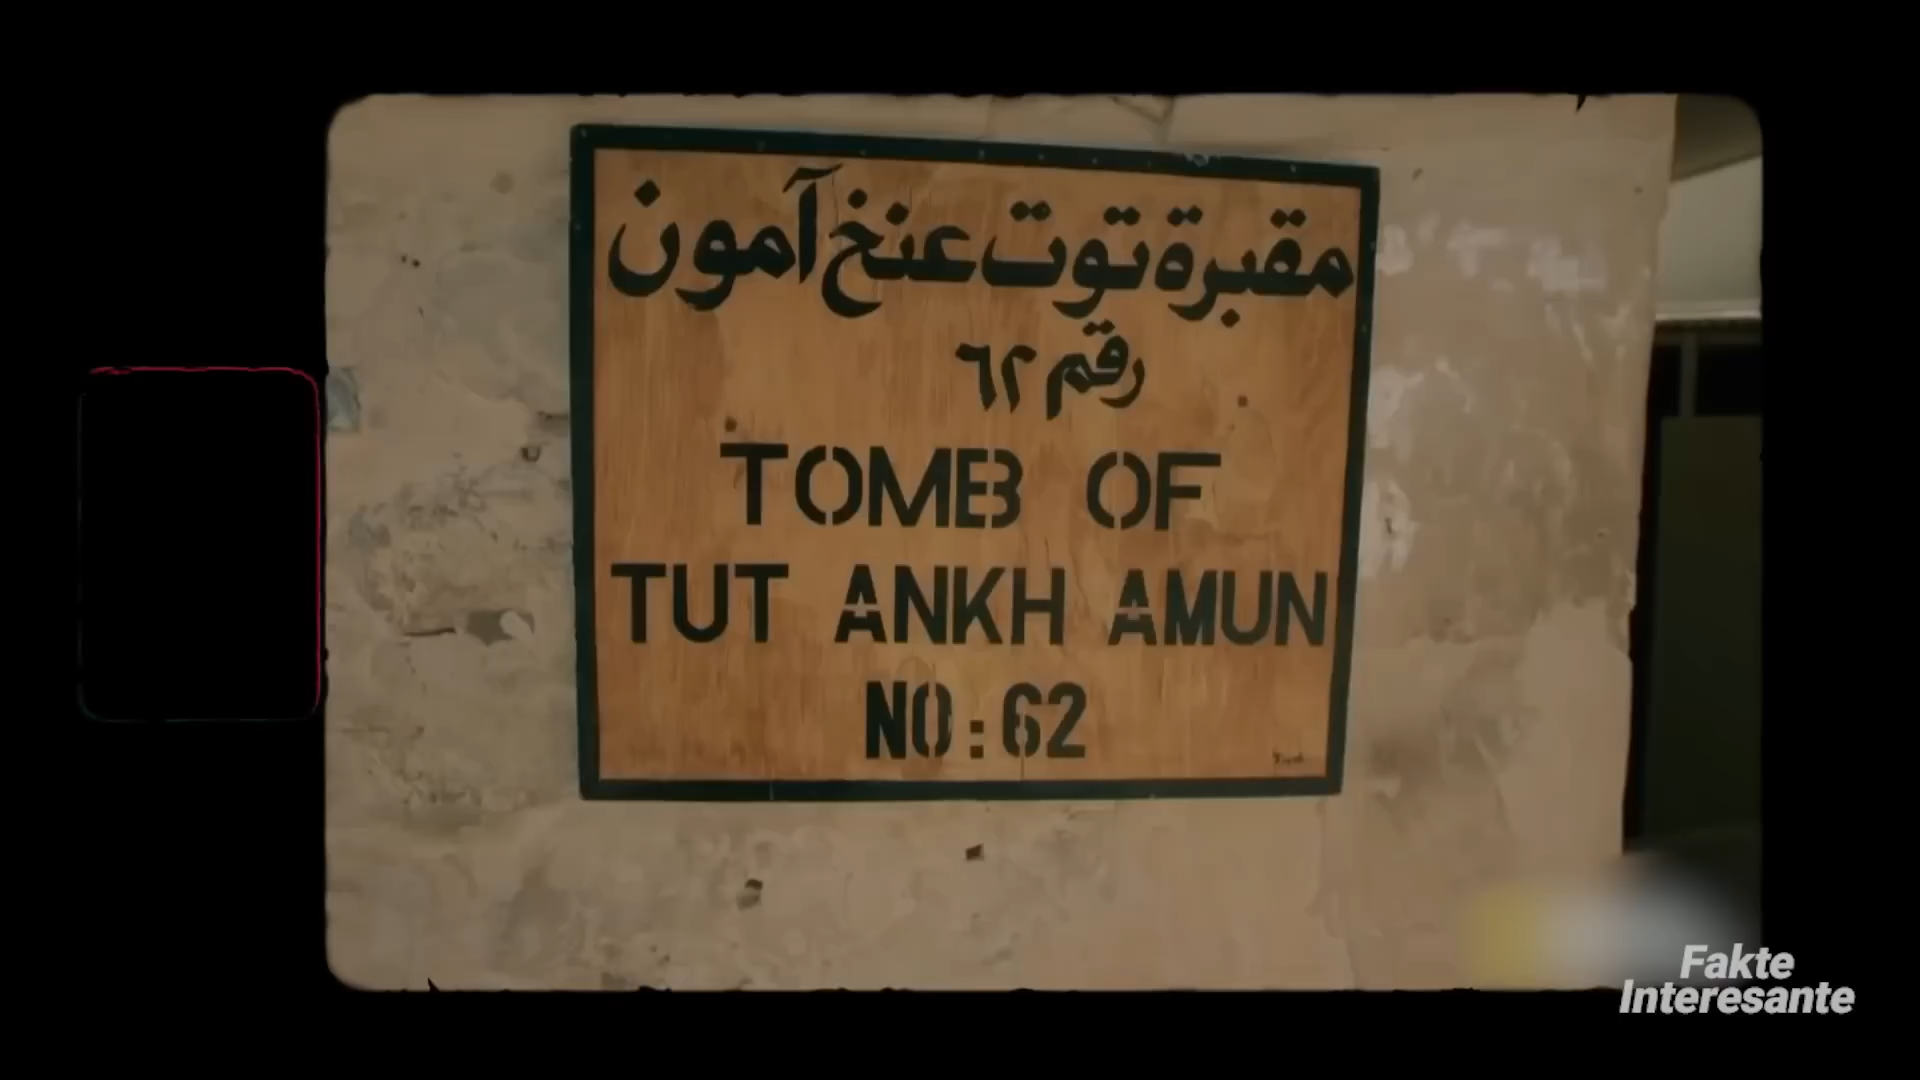 مقبرة توت عنخ آمون
رقم ٦٢
TOMB OF
TUT ANKH AMUN
NO: 62
Fakte
Interesante